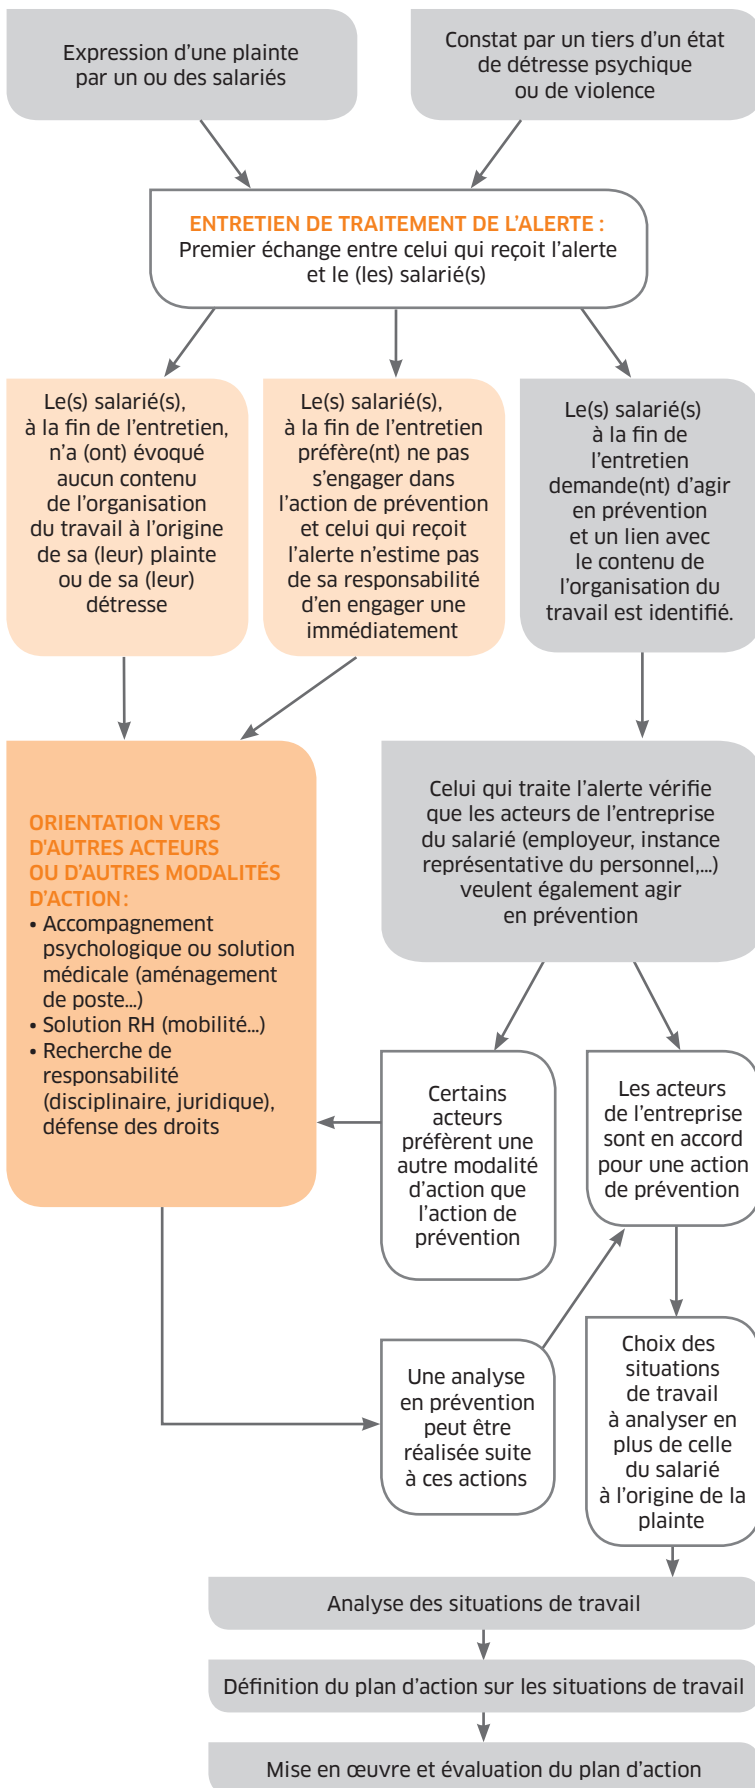 Expression d'une plainte
par un ou des salariés
Constat par un tiers d'un état
de détresse psychique
ou de violence
ENTRETIEN DE TRAITEMENT DE L'ALERTE :
Premier échange entre celui qui reçoit l'alerte
et le (les) salarié(s)
Le(s) salarié(s),
à la fin de l'entretien,
n'a (ont) évoqué
aucun contenu
de l'organisation
du travail à l'origine
de sa (leur) plainte
ou de sa (leur)
détresse
Le(s) salarié(s),
à la fin de l'entretien
préfère(nt) ne pas
s'engager dans
l'action de prévention
et celui qui reçoit
l'alerte n'estime pas
de sa responsabilité
d'en engager une
immédiatement
Le(s) salarié(s)
à la fin de
l'entretien
demande(nt) d'agir
en prévention
et un lien avec
le contenu de
l'organisation du
travail est identifié.
ORIENTATION VERS
D'AUTRES ACTEURS
OU D'AUTRES MODALITÉS
D'ACTION :
• Accompagnement
psychologique ou solution
médicale (aménagement
de poste…)
• Solution RH (mobilité…)
• Recherche de
responsabilité
(disciplinaire, juridique),
défense des droits
Celui qui traite l'alerte vérifie
que les acteurs de l'entreprise
du salarié (employeur, instance
représentative du personnel,…)
veulent également agir
en prévention
Certains
acteurs
préfèrent une
autre modalité
d'action que
l'action de
prévention
Les acteurs
de l'entreprise
sont en accord
pour une action
de prévention
Une analyse
en prévention
peut être
réalisée suite
à ces actions
Choix des
situations
de travail
à analyser en
plus de celle
du salarié
à l'origine de la
plainte
Analyse des situations de travail
Définition du plan d'action sur les situations de travail
Mise en œuvre et évaluation du plan d'action